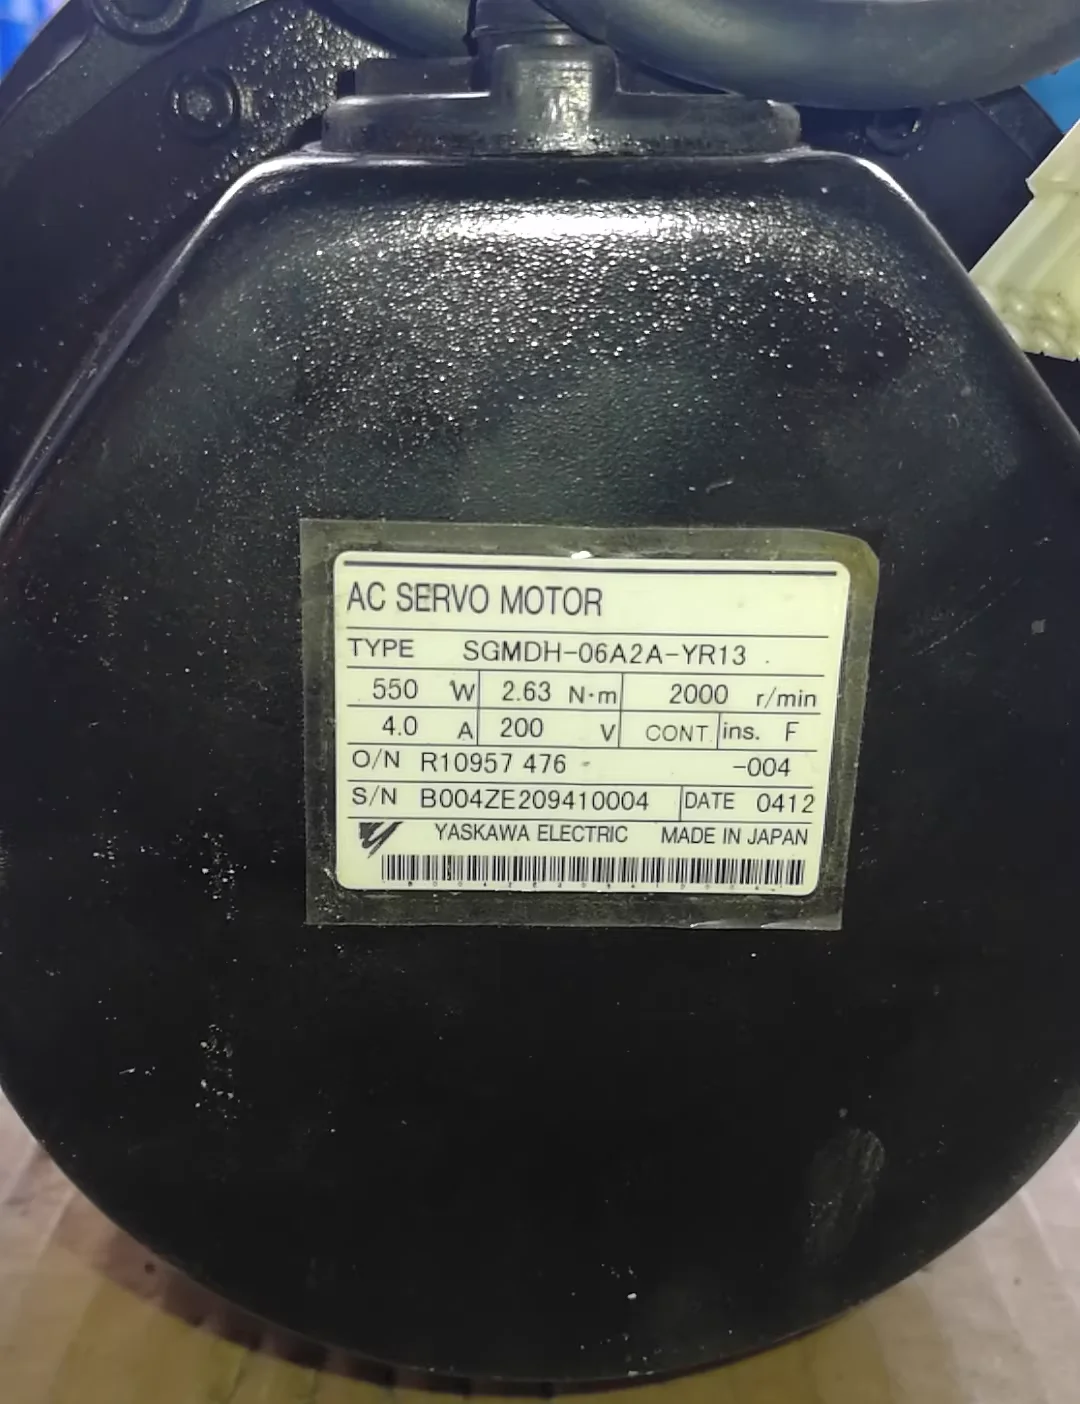 AC SERVO MOTOR
TYPE SGMDH-06A2A-YR13
550 W 2.63 N·m 2000 r/min
4.0 A 200 V CONT. ins. F
O/N R10957 476 -004
S/N B004ZE209410004 DATE 0412
YASKAWA ELECTRIC MADE IN JAPAN